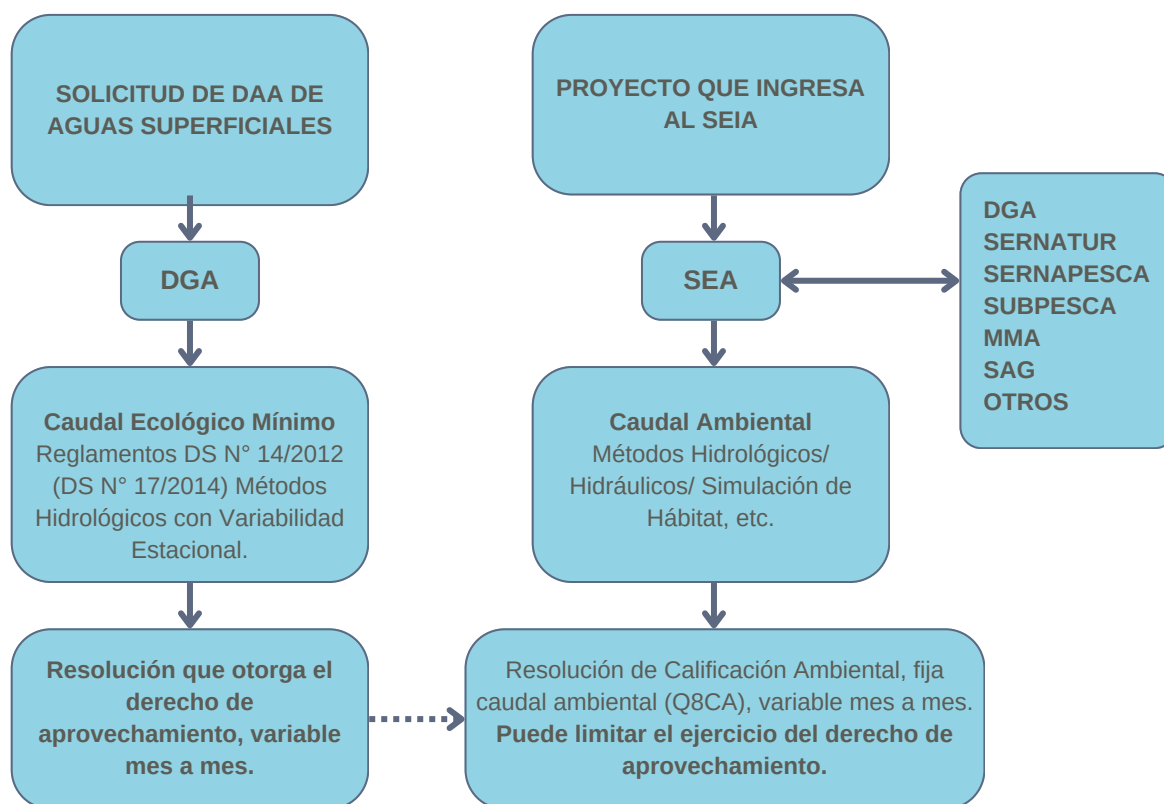 SOLICITUD DE DAA DE
AGUAS SUPERFICIALES
DGA
Caudal Ecológico Mínimo
Reglamentos DS N° 14/2012
(DS N° 17/2014) Métodos
Hidrológicos con Variabilidad
Estacional.
Resolución que otorga el
derecho de
aprovechamiento, variable
mes a mes.
PROYECTO QUE INGRESA
AL SEIA
SEA
DGA
SERNATUR
SERNAPESCA
SUBPESCA
MMA
SAG
OTROS
Caudal Ambiental
Métodos Hidrológicos/
Hidráulicos/ Simulación de
Hábitat, etc.
Resolución de Calificación Ambiental, fija
caudal ambiental (Q8CA), variable mes a mes.
Puede limitar el ejercicio del derecho de
aprovechamiento.